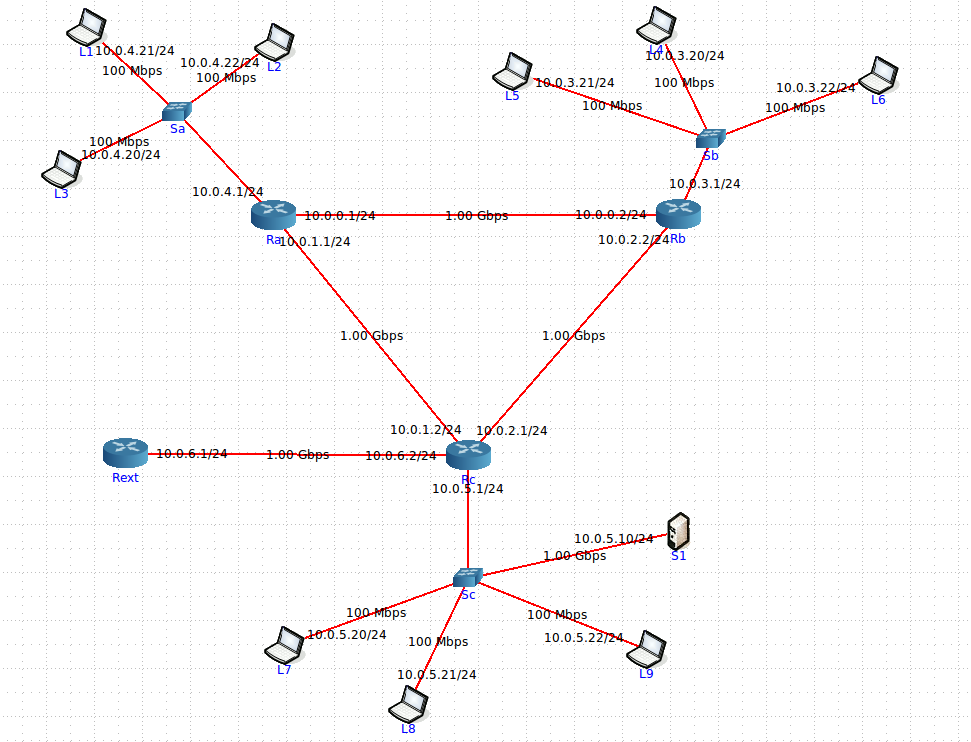 L1
10.0.4.21/24
100 Mbps
10.0.4.22/24
L2
100 Mbps
Sa
100 Mbps
10.0.4.20/24
L3
10.0.4.1/24
L4
10.0.3.20/24
100 Mbps
L5
10.0.3.21/24
100 Mbps
10.0.3.22/24
L6
100 Mbps
Sb
10.0.3.1/24
10.0.0.1/24
1.00 Gbps
10.0.0.2/24
Ra
10.0.1.1/24
10.0.2.2/24
Rb
1.00 Gbps
1.00 Gbps
10.0.1.2/24
10.0.2.1/24
10.0.6.1/24
1.00 Gbps
10.0.6.2/24
Rext
Rc
10.0.5.1/24
10.0.5.10/24
1.00 Gbps
S1
Sc
100 Mbps
10.0.5.20/24
L7
100 Mbps
10.0.5.21/24
L8
100 Mbps
10.0.5.22/24
L9